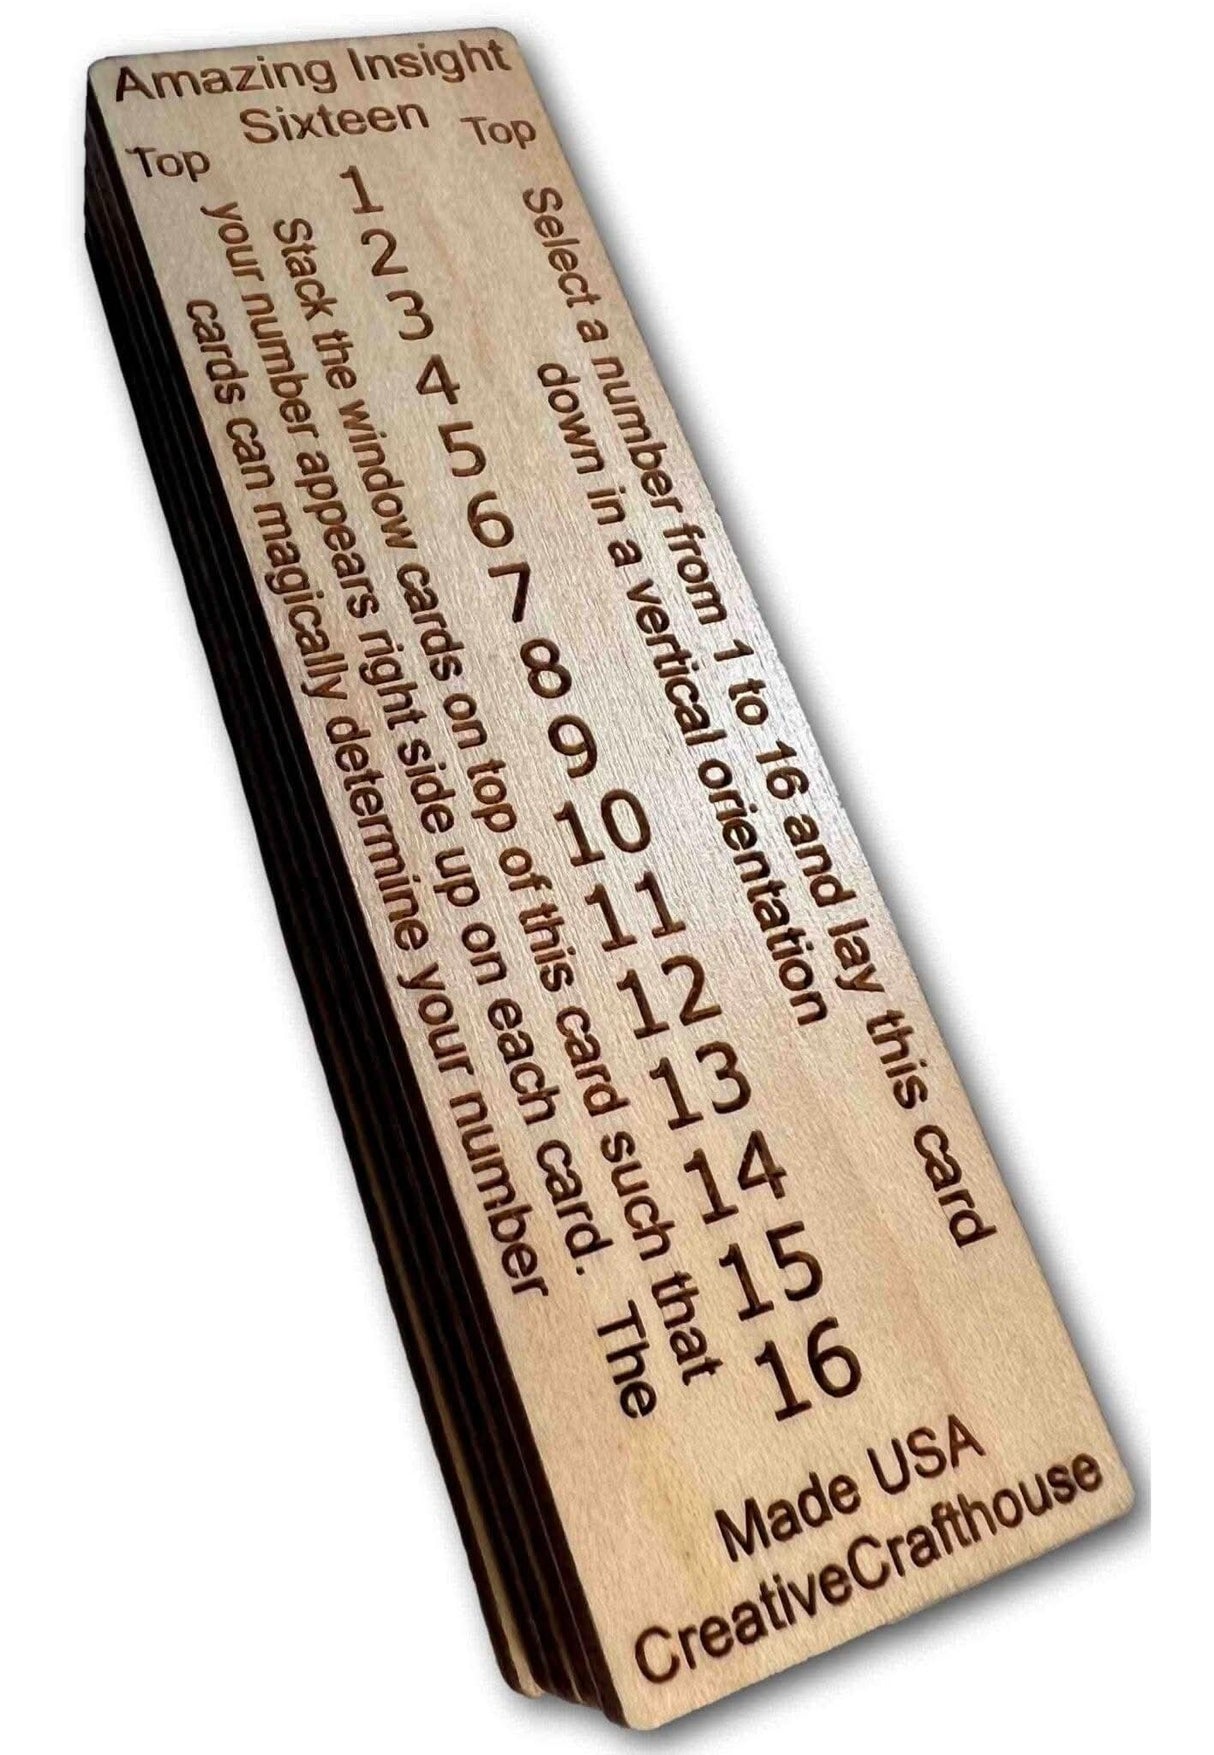 Amazing Insight
Sixteen
Top
Top
Select a number from 1 to 16 and lay this card
down in a vertical orientation
1
2
3
4
5
6
7
8
9
10
11
12
13
14
15
16
Stack the window cards on top of this card such that
your number appears right side up on each card. The
cards can magically determine your number
Made USA
CreativeCrafthouse